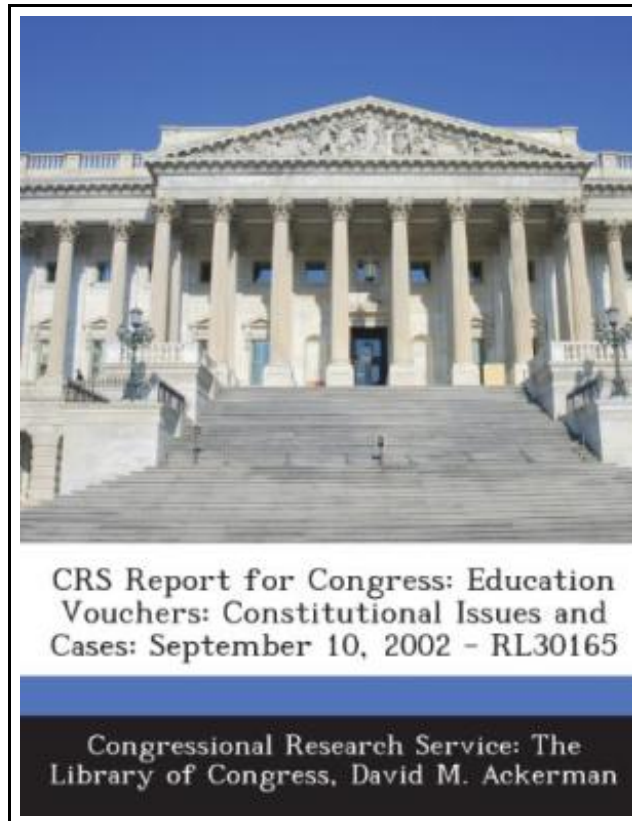 CRS Report for Congress: Education
Vouchers: Constitutional Issues and
Cases: September 10, 2002 - RL30165
Congressional Research Service: The
Library of Congress, David M. Ackerman